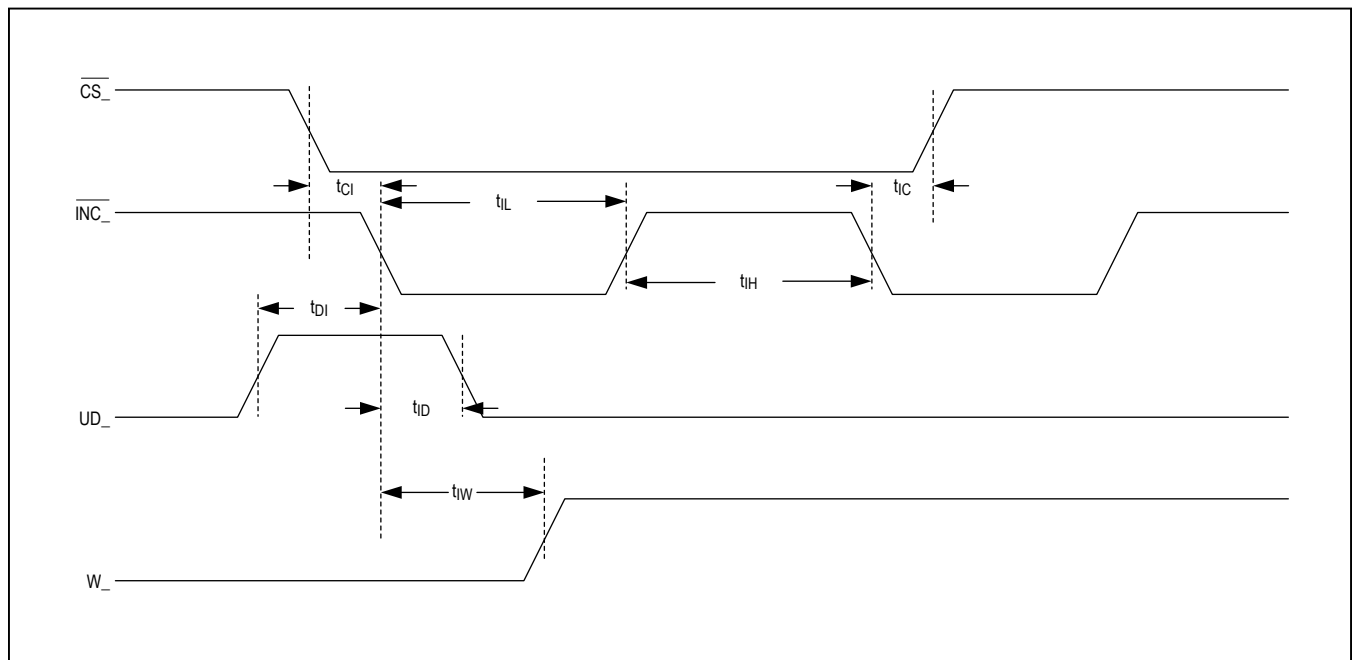 CS_
tCI
tIC
INC_
tIL
tIH
tDI
UD_
tID
tIW
W_